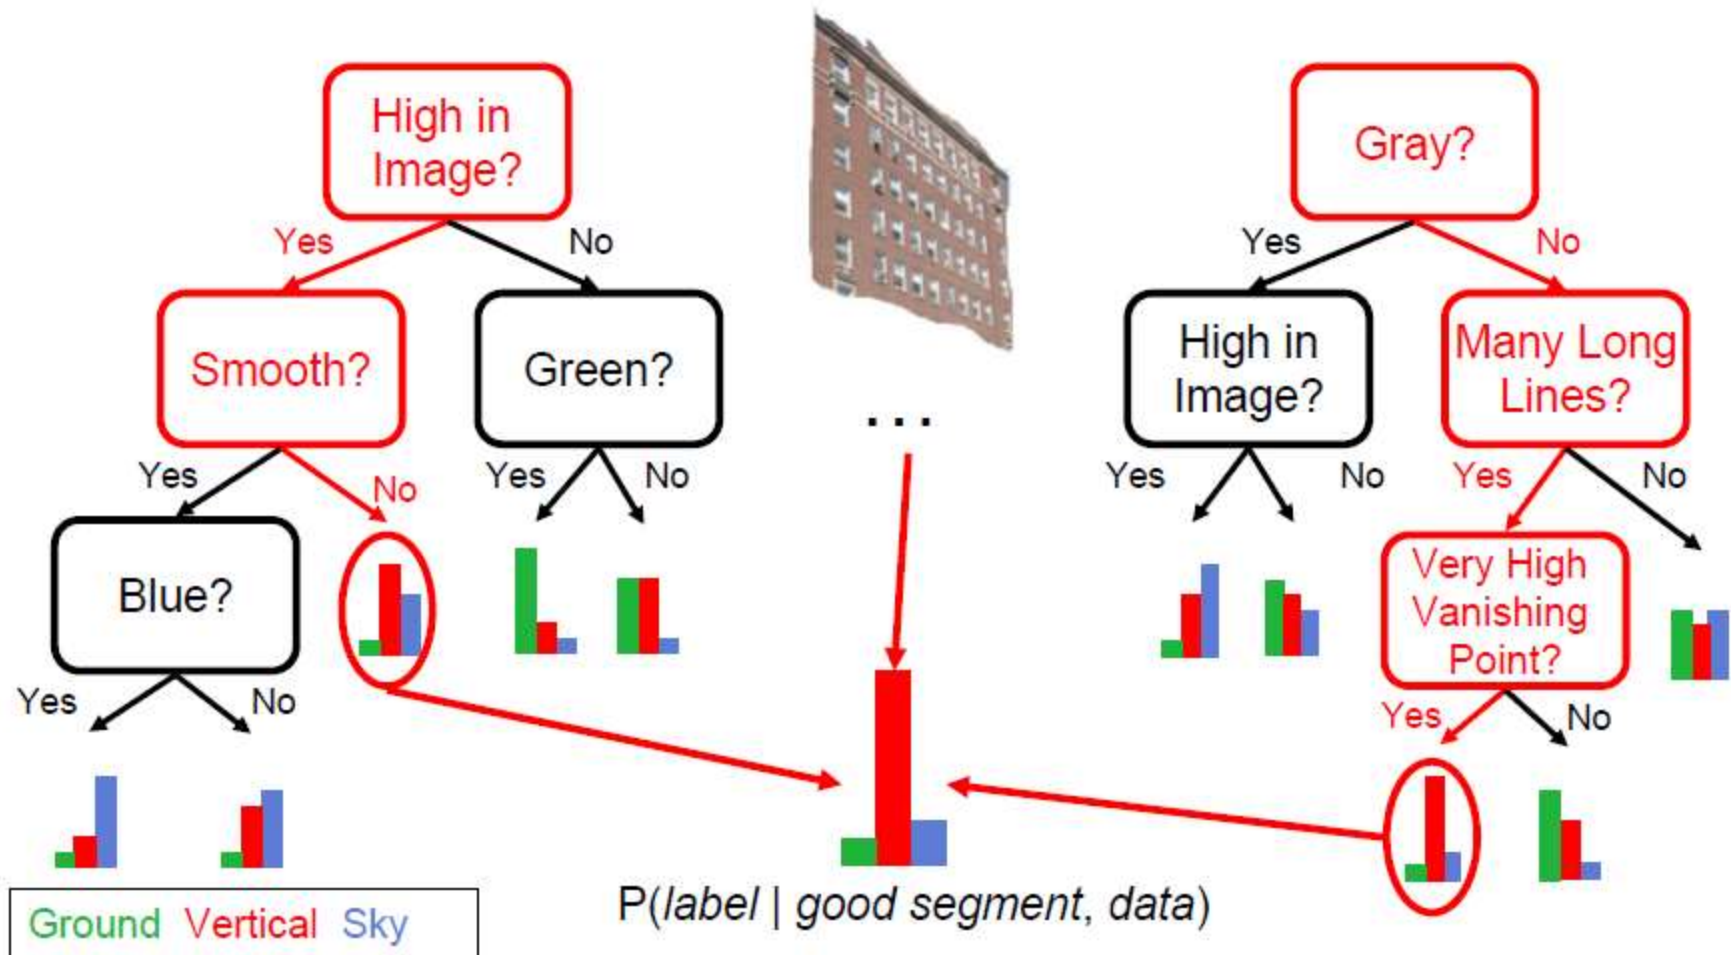 High in
Image?
Yes
No
Smooth?
Green?
Yes
No
Yes
No
Blue?
Yes
No
...
Gray?
Yes
No
High in
Image?
Many Long
Lines?
Yes
No
Yes
No
Very High
Vanishing
Point?
Yes
No
P(label | good segment, data)
Ground Vertical Sky